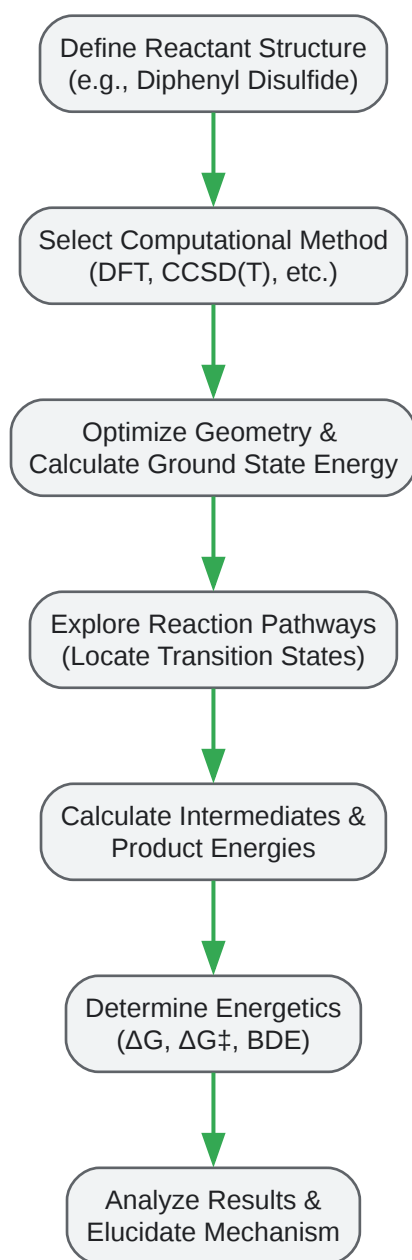 Define Reactant Structure
(e.g., Diphenyl Disulfide)
Select Computational Method
(DFT, CCSD(T), etc.)
Optimize Geometry &
Calculate Ground State Energy
Explore Reaction Pathways
(Locate Transition States)
Calculate Intermediates &
Product Energies
Determine Energetics
(ΔG, ΔG‡, BDE)
Analyze Results &
Elucidate Mechanism